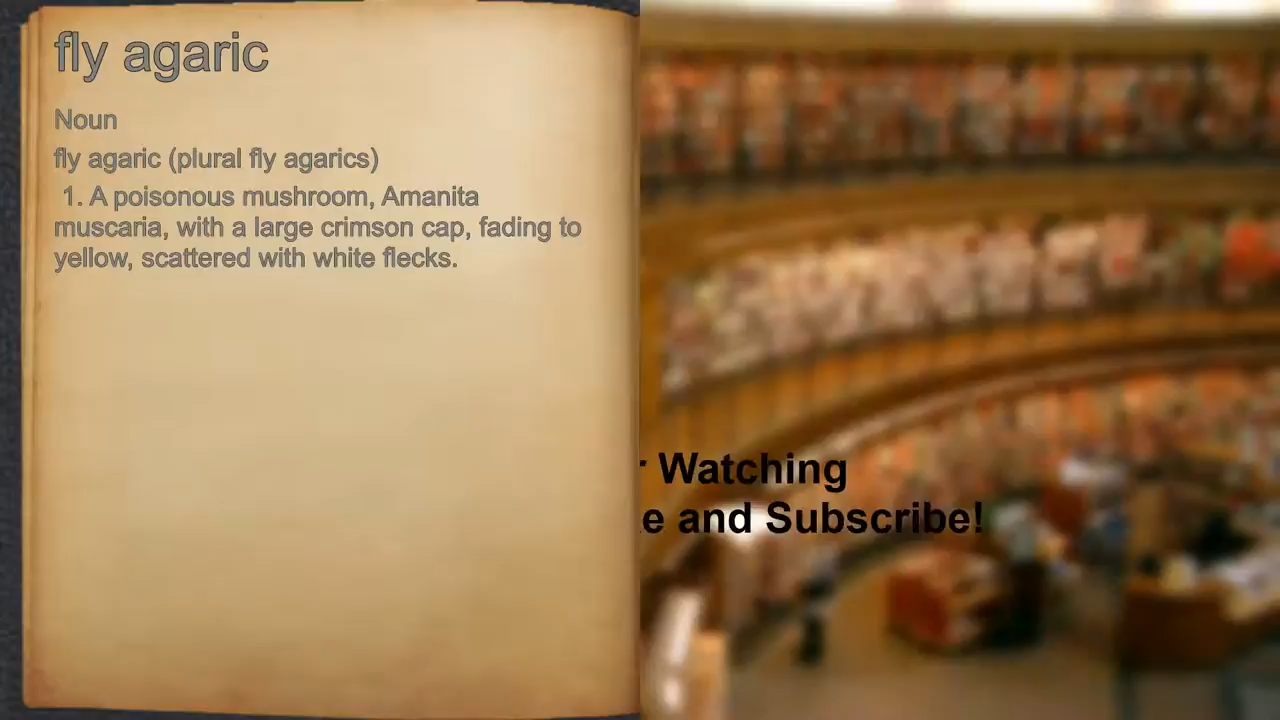 fly agaric
Noun
fly agaric (plural fly agarics)
1. A poisonous mushroom, Amanita
muscaria, with a large crimson cap, fading to
yellow, scattered with white flecks.
Watching
and Subscribe!